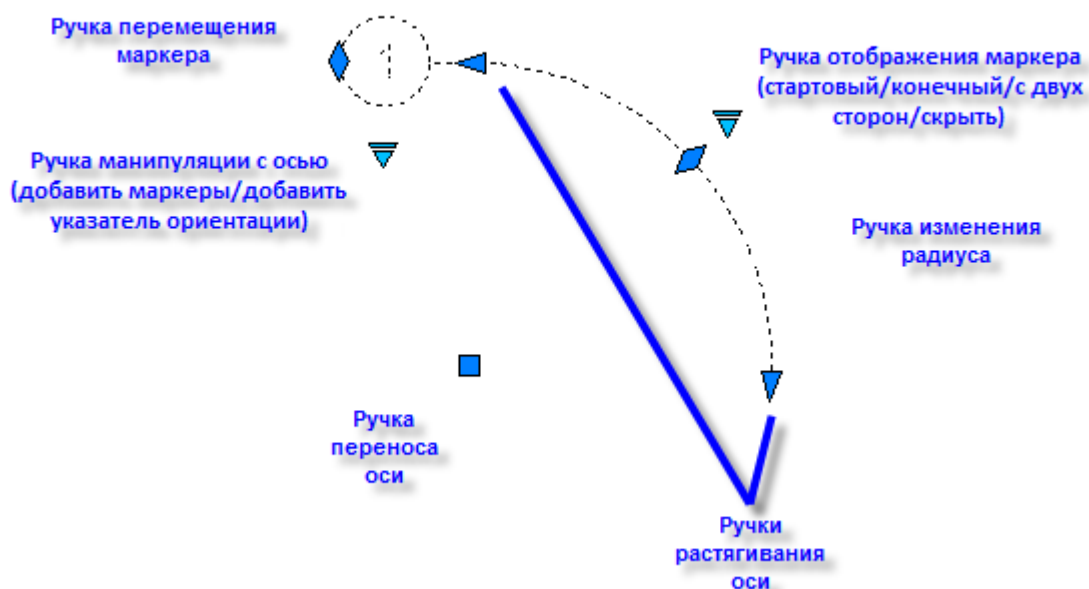 Ручка перемещения
маркера
1
Ручка отображения маркера
(стартовый/конечный/с двух
сторон/скрыть)
Ручка манипуляции с осью
(добавить маркеры/добавить
указатель ориентации)
Ручка изменения
радиуса
Ручка
переноса
оси
Ручки
растягивания
оси